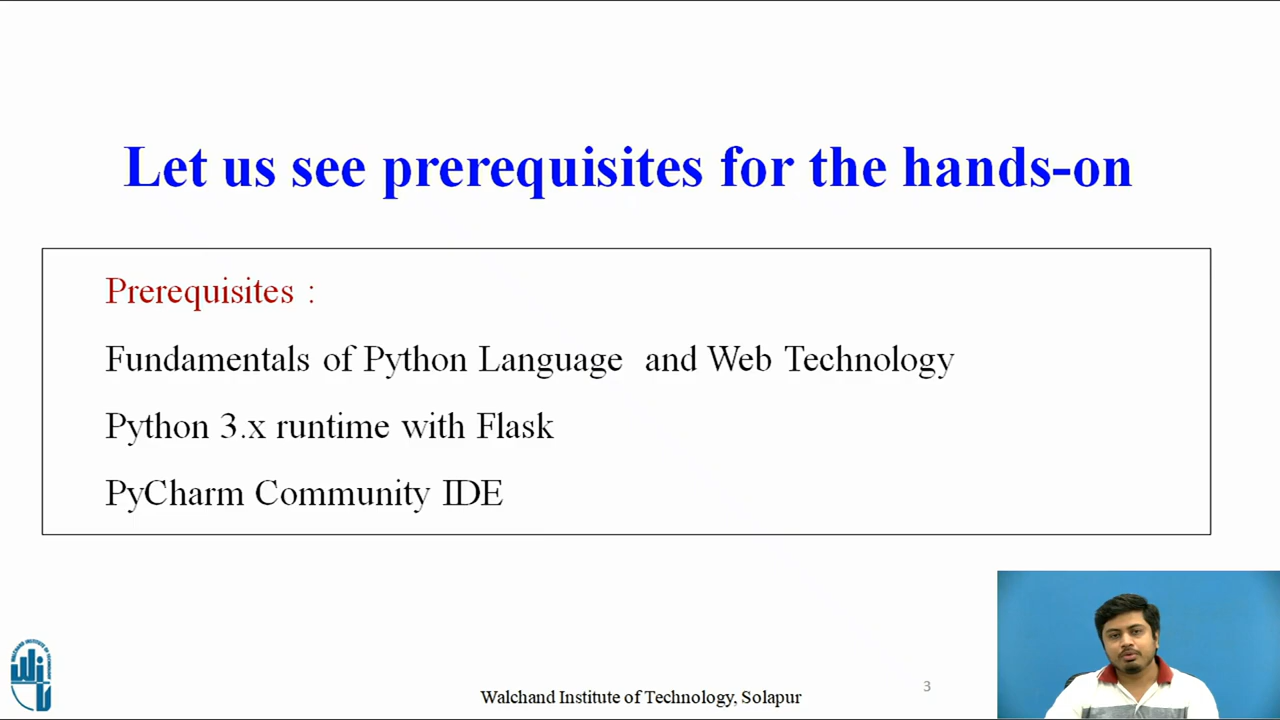 Let us see prerequisites for the hands-on
Prerequisites :
Fundamentals of Python Language and Web Technology
Python 3.x runtime with Flask
PyCharm Community IDE
Walchand Institute of Technology, Solapur
3